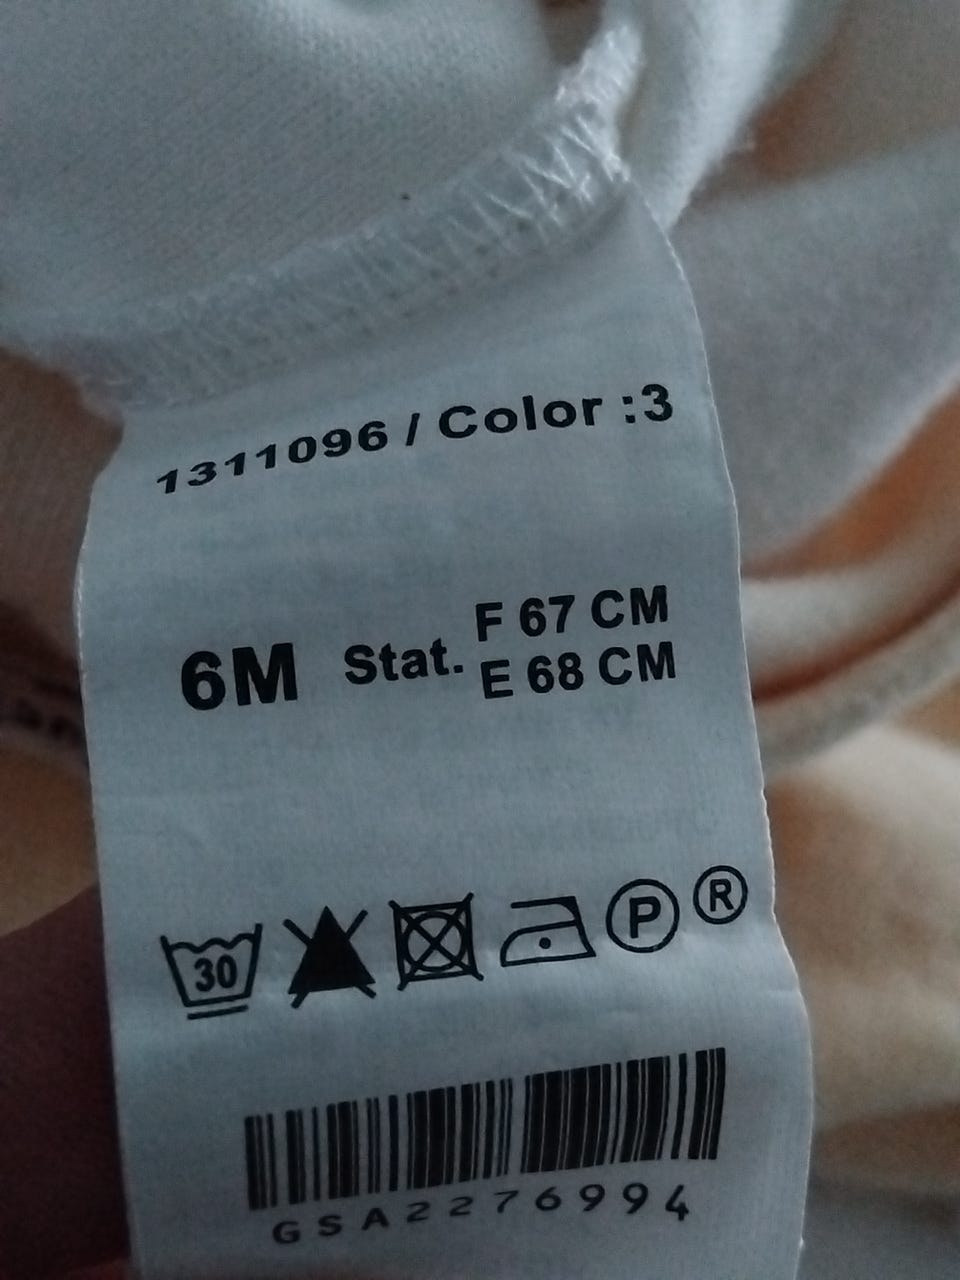 1311096 / Color :3
6M Stat. F 67 CM
E 68 CM
30 P ®
GSA2276994